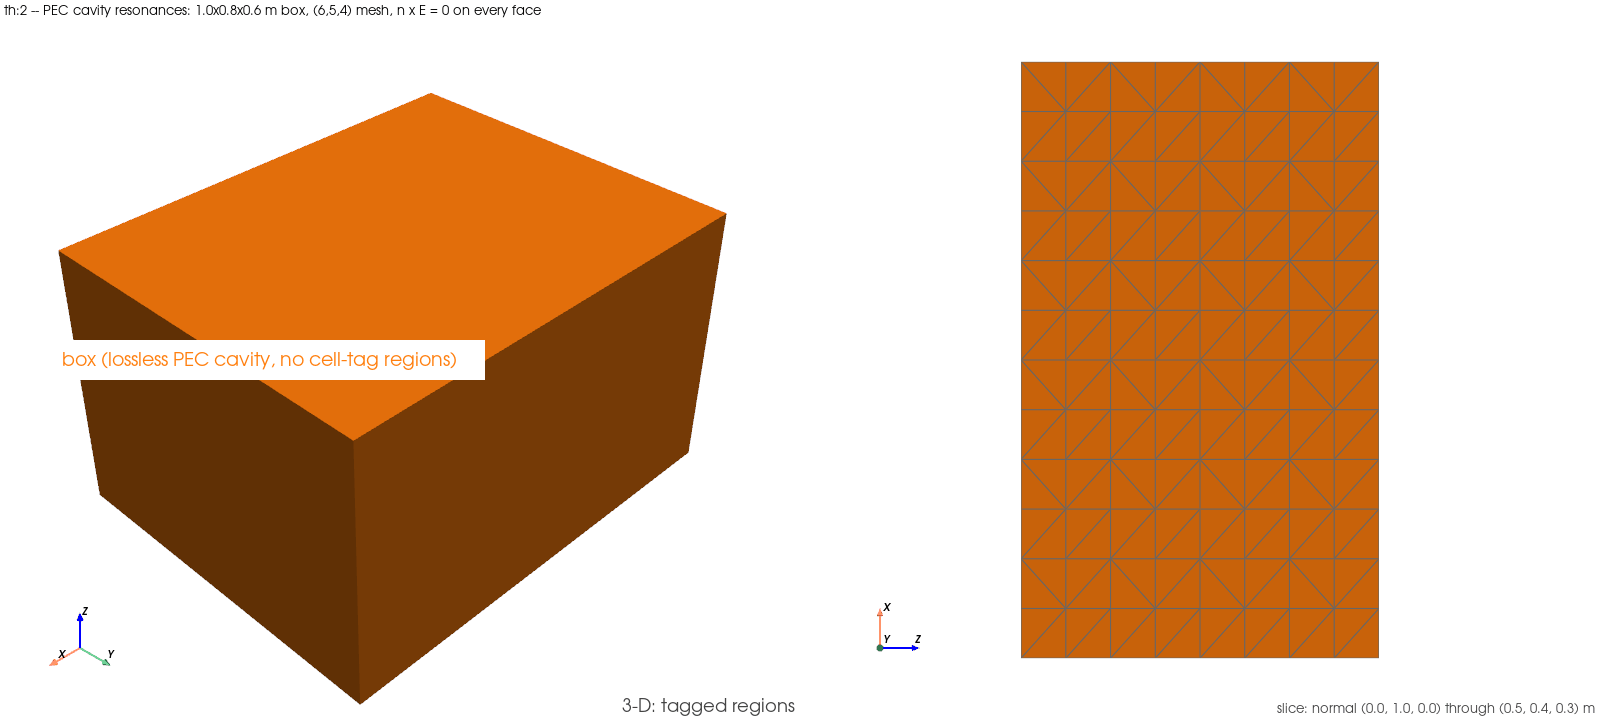 th:2 -- PEC cavity resonances: 1.0x0.8x0.6 m box, (6,5,4) mesh, n x E = 0 on every face
box (lossless PEC cavity, no cell-tag regions)
Z
X
Y
X
Y
Z
3-D: tagged regions
slice: normal (0.0, 1.0, 0.0) through (0.5, 0.4, 0.3) m